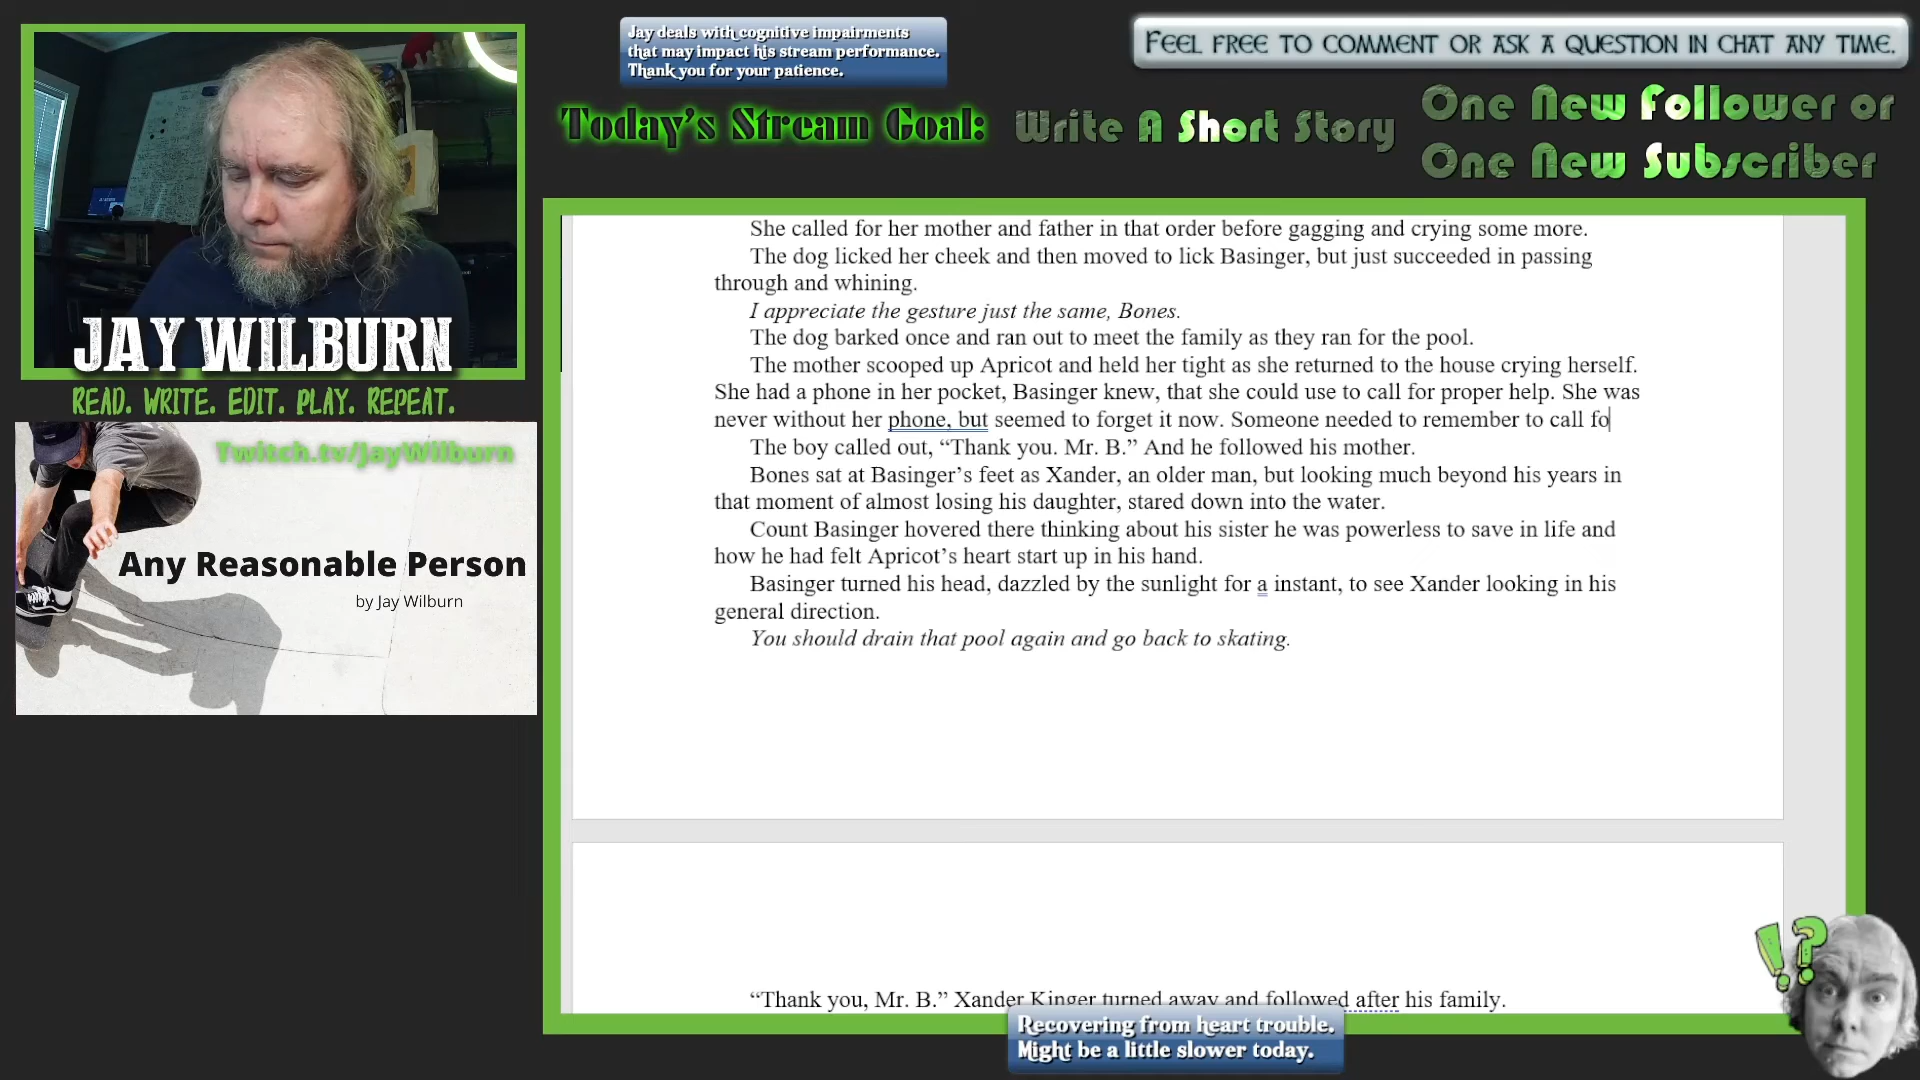 Jay deals with cognitive impairments
that may impact his stream performance.
Thank you for your patience.
FEEL FREE TO COMMENT OR ASK A QUESTION IN CHAT ANY TIME.
Today's Stream Goal:
Write A Short Story
One New Follower or
One New Subscriber
JAY WILBURN
READ. WRITE. EDIT. PLAY. REPEAT.
Twitch.tv/JayWilburn
Any Reasonable Person
by Jay Wilburn
She called for her mother and father in that order before gagging and crying some more.
The dog licked her cheek and then moved to lick Basinger, but just succeeded in passing
through and whining.
I appreciate the gesture just the same, Bones.
The dog barked once and ran out to meet the family as they ran for the pool.
The mother scooped up Apricot and held her tight as she returned to the house crying herself.
She had a phone in her pocket, Basinger knew, that she could use to call for proper help. She was
never without her phone, but seemed to forget it now. Someone needed to remember to call fo
The boy called out, “Thank you. Mr. B.” And he followed his mother.
Bones sat at Basinger’s feet as Xander, an older man, but looking much beyond his years in
that moment of almost losing his daughter, stared down into the water.
Count Basinger hovered there thinking about his sister he was powerless to save in life and
how he had felt Apricot’s heart start up in his hand.
Basinger turned his head, dazzled by the sunlight for a instant, to see Xander looking in his
general direction.
You should drain that pool again and go back to skating.
“Thank you, Mr. B.” Xander Kinger turned away and followed after his family.
Recovering from heart trouble.
Might be a little slower today.
!?